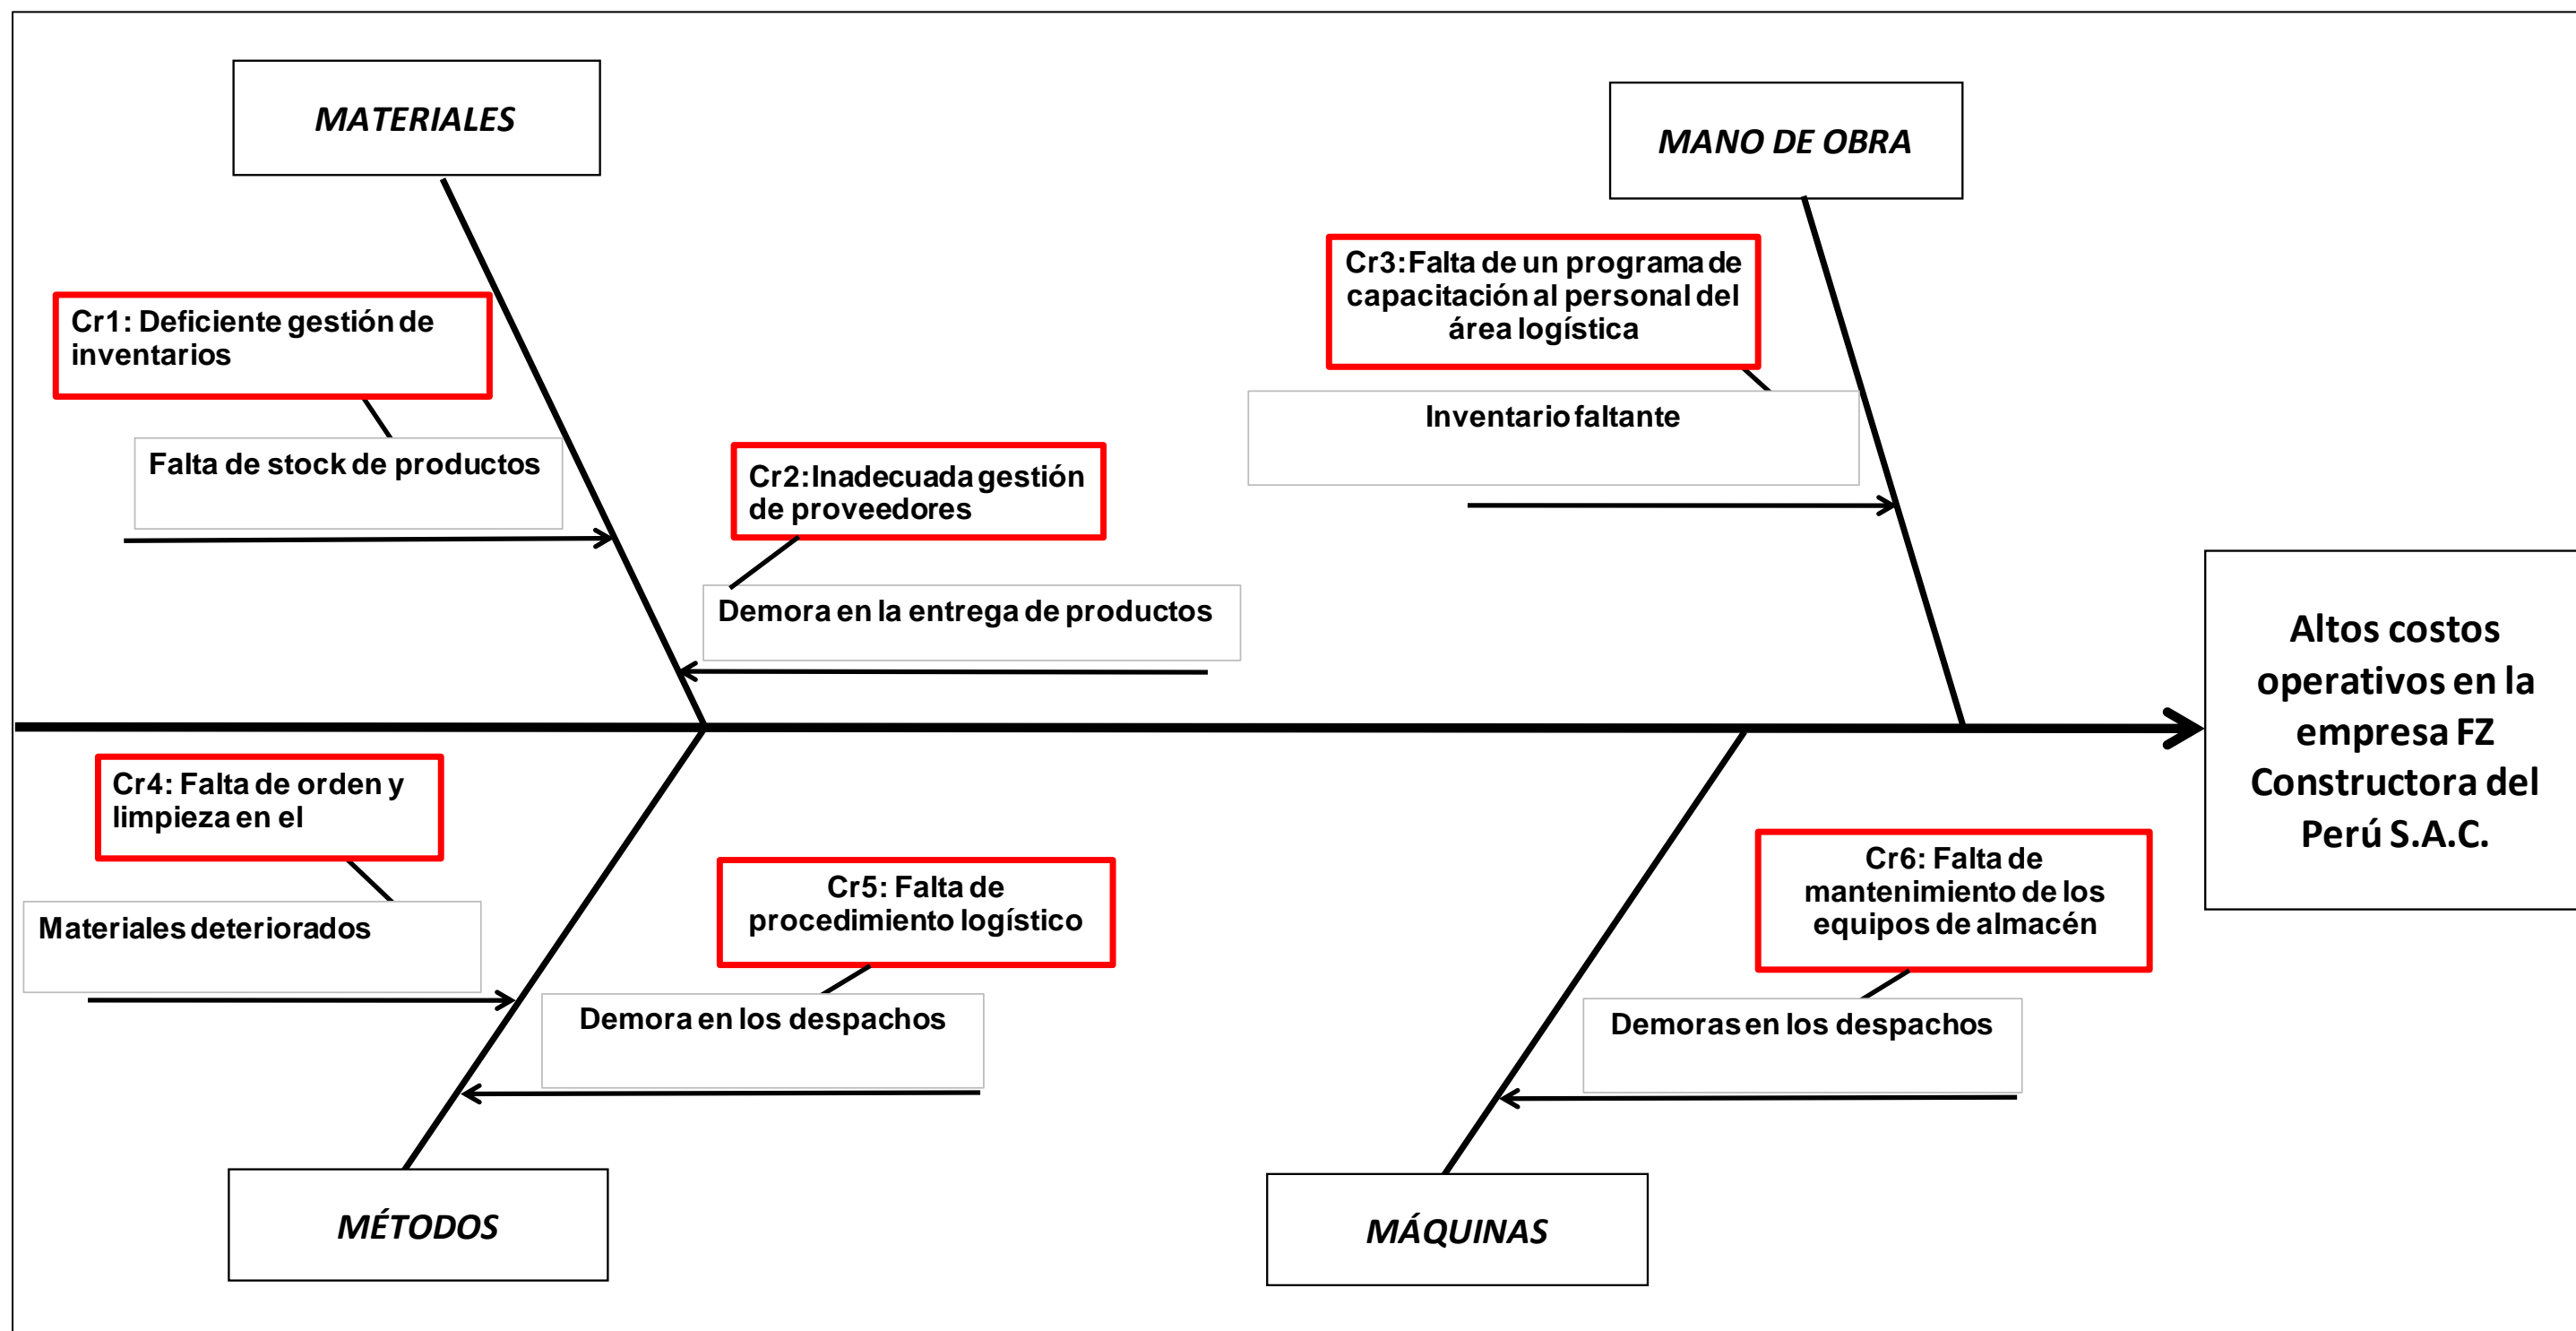 MATERIALES
MANO DE OBRA
Cr1: Deficiente gestión de
inventarios
Falta de stock de productos
Cr2:Inadecuada gestión
de proveedores
Demora en la entrega de productos
Cr3:Falta de un programa de
capacitación al personal del
área logística
Inventario faltante
Altos costos
operativos en la
empresa FZ
Constructora del
Perú S.A.C.
Cr4: Falta de orden y
limpieza en el
Materiales deteriorados
Cr5: Falta de
procedimiento logístico
Demora en los despachos
Cr6: Falta de
mantenimiento de los
equipos de almacén
Demoras en los despachos
MÉTODOS
MÁQUINAS